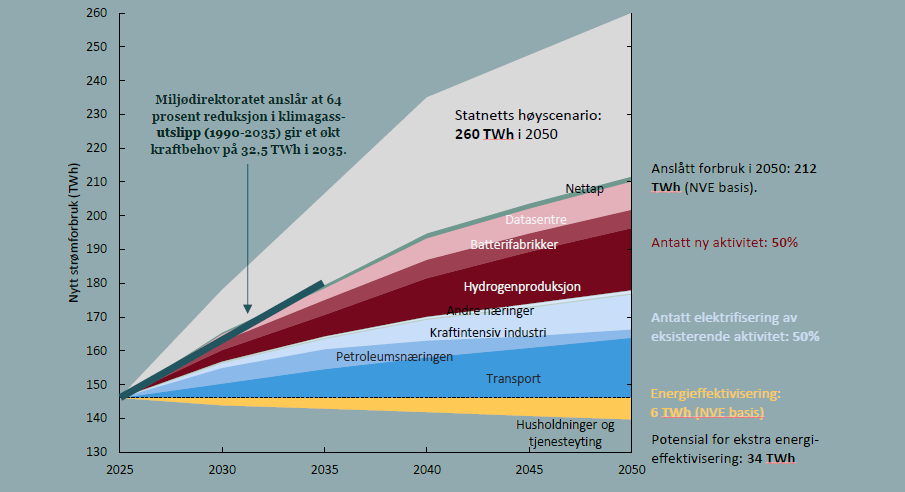 260
250
240
230
220
210
200
190
180
170
160
150
140
130
Nytt strømforbruk (TWh)
2025
2030
2035
2040
2045
2050
Miljødirektoratet anslår at 64
prosent reduksjon i klimagass-
utslipp (1990-2035) gir et økt
kraftbehov på 32,5 TWh i 2035.
Statnetts høyscenario:
260 TWh i 2050
Nettap
Datasentre
Batterifabrikker
Hydrogenproduksjon
Andre næringer
Kraftintensiv industri
Petroleumsnæringen
Transport
Husholdninger og
tjenesteyting
Anslått forbruk i 2050: 212
TWh (NVE basis).
Antatt ny aktivitet: 50%
Antatt elektrifisering av
eksisterende aktivitet: 50%
Energieffektivisering:
6 TWh (NVE basis)
Potensial for ekstra energi-
effektivisering: 34 TWh